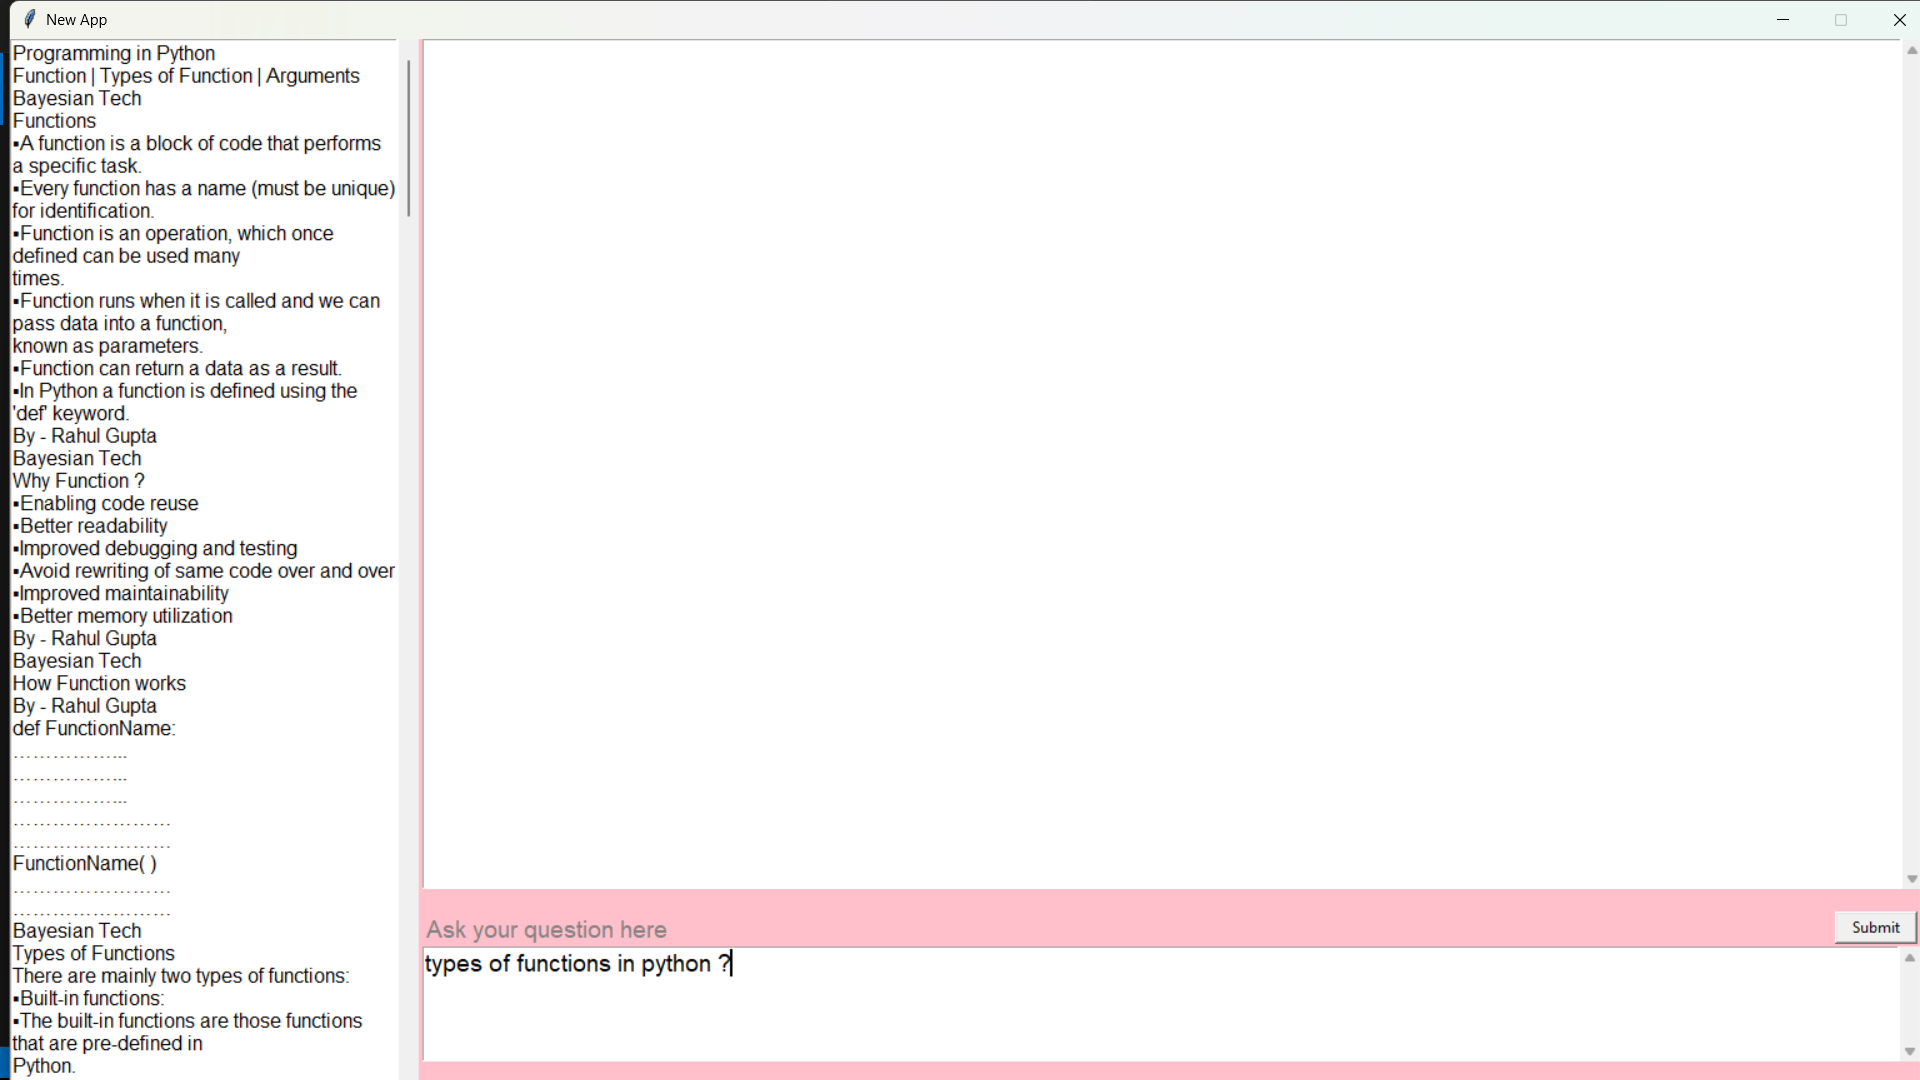 New App
Programming in Python
Function | Types of Function | Arguments
Bayesian Tech
Functions
▪A function is a block of code that performs
a specific task.
▪Every function has a name (must be unique)
for identification.
▪Function is an operation, which once
defined can be used many
times.
▪Function runs when it is called and we can
pass data into a function,
known as parameters.
▪Function can return a data as a result.
▪In Python a function is defined using the
'def' keyword.
By - Rahul Gupta
Bayesian Tech
Why Function ?
▪Enabling code reuse
▪Better readability
▪Improved debugging and testing
▪Avoid rewriting of same code over and over
▪Improved maintainability
▪Better memory utilization
By - Rahul Gupta
Bayesian Tech
How Function works
By - Rahul Gupta
def FunctionName:
……………...
……………...
……………...
……………………
……………………
FunctionName( )
……………………
……………………
Bayesian Tech
Types of Functions
There are mainly two types of functions:
▪Built-in functions:
▪The built-in functions are those functions
that are pre-defined in
Python.
Ask your question here
Submit
types of functions in python ?